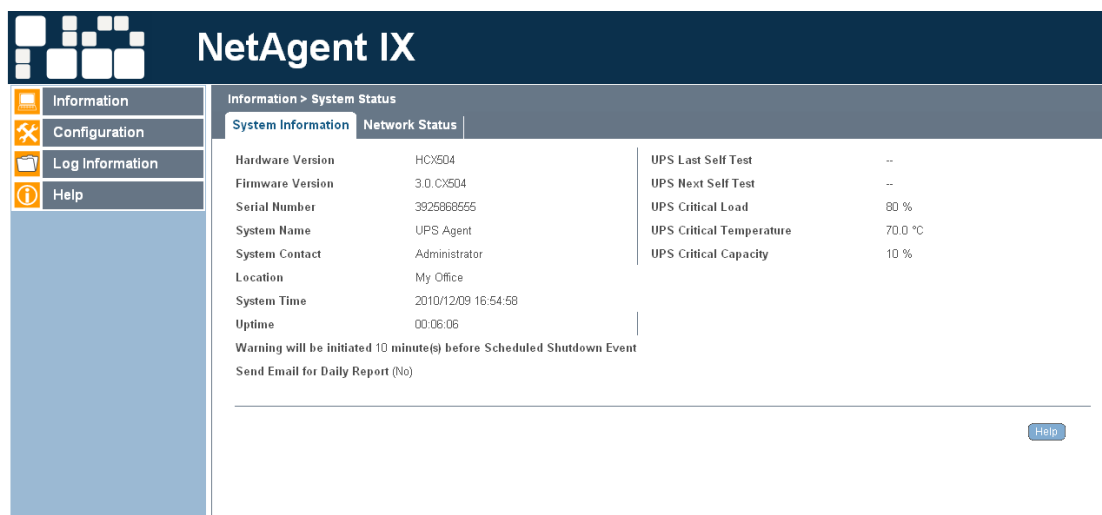 NetAgent IX
Information
Configuration
Log Information
Help
Information > System Status
System Information Network Status
Hardware Version HCX504
Firmware Version 3.0.CX504
Serial Number 3925868555
System Name UPS Agent
System Contact Administrator
Location My Office
System Time 2010/12/09 16:54:58
Uptime 00:06:06
Warning will be initiated 10 minute(s) before Scheduled Shutdown Event
Send Email for Daily Report (No)
UPS Last Self Test --
UPS Next Self Test --
UPS Critical Load 80 %
UPS Critical Temperature 70.0 °C
UPS Critical Capacity 10 %
Help